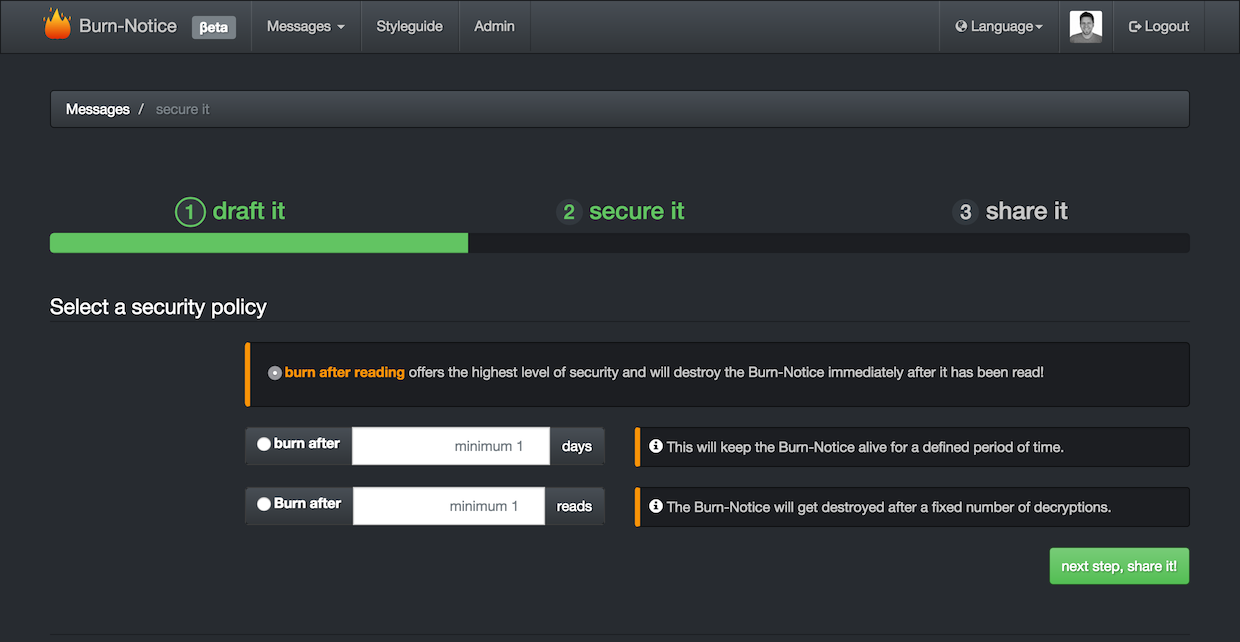 Burn-Notice βeta Messages Styleguide Admin Language Logout
Messages / secure it
1 draft it 2 secure it 3 share it
Select a security policy
burn after reading offers the highest level of security and will destroy the Burn-Notice immediately after it has been read!
burn after minimum 1 days This will keep the Burn-Notice alive for a defined period of time.
Burn after minimum 1 reads The Burn-Notice will get destroyed after a fixed number of decryptions.
next step, share it!